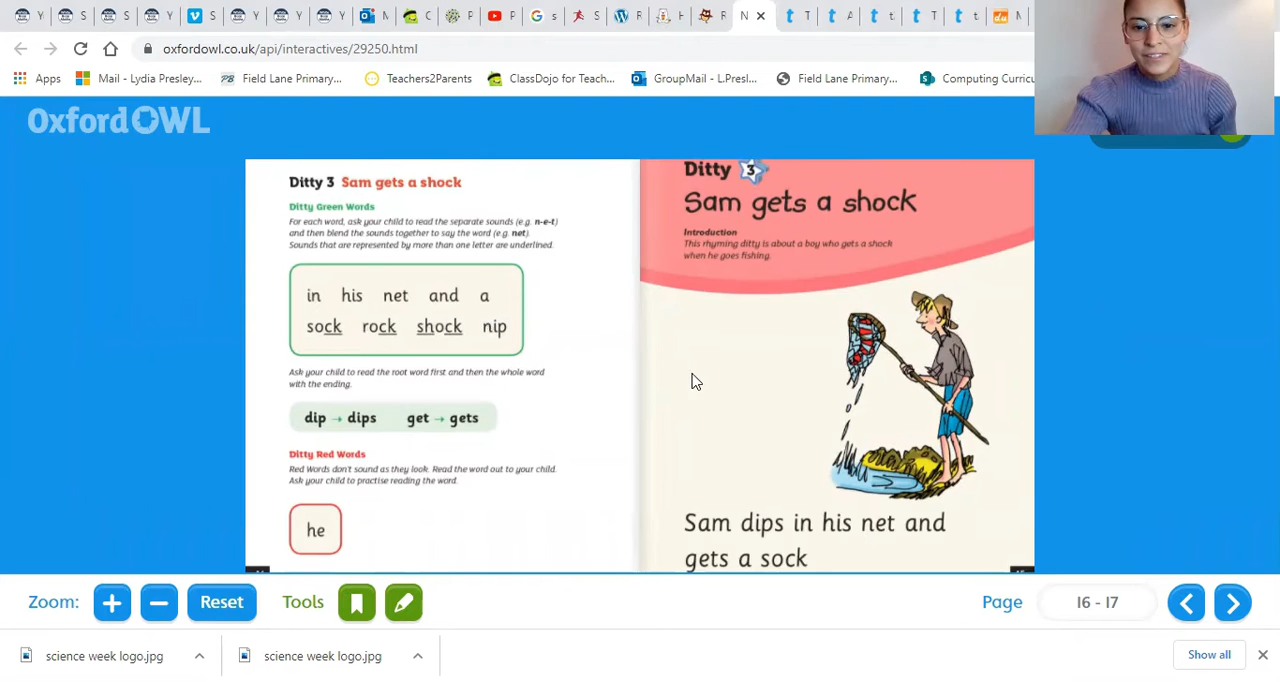 Y S S Y V S Y Y Y M C P P s S R H R N T A t T t M
oxfordowl.co.uk/api/interactives/29250.html
Apps Mail - Lydia Presley... Field Lane Primary... Teachers2Parents ClassDojo for Teach... GroupMail - L.Presl... Field Lane Primary... Computing Curricu
Oxford OWL
Ditty 3 Sam gets a shock
Ditty Green Words
For each word, ask your child to read the separate sounds (e.g. n-e-t)
and then blend the sounds together to say the word (e.g. net).
Sounds that are represented by more than one letter are underlined.
in his net and a
sock rock shock nip
Ask your child to read the root word first and then the whole word
with the ending.
dip → dips get → gets
Ditty Red Words
Red Words don't sound as they look. Read the word out to your child.
Ask your child to practise reading the word.
he
Ditty 3
Sam gets a shock
Introduction
This rhyming ditty is about a boy who gets a shock
when he goes fishing.
Sam dips in his net and
gets a sock
Zoom: + − Reset Tools Page 16 - 17
science week logo.jpg science week logo.jpg Show all